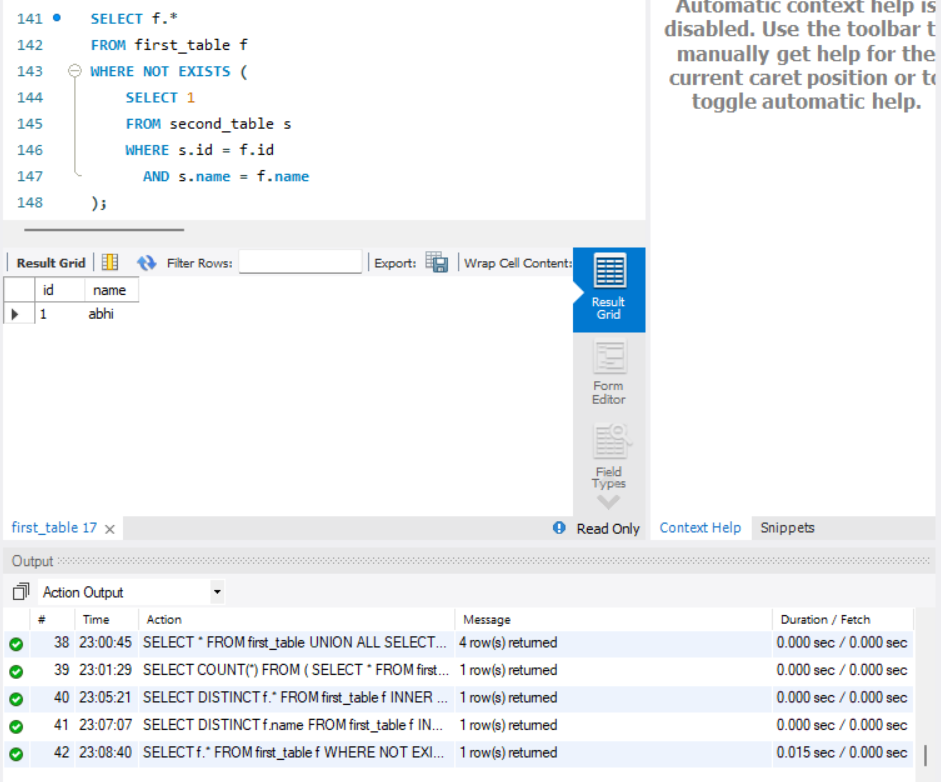 141 SELECT f.*
142 FROM first_table f
143 WHERE NOT EXISTS (
144 SELECT 1
145 FROM second_table s
146 WHERE s.id = f.id
147 AND s.name = f.name
148 );
Automatic context help is
disabled. Use the toolbar t
manually get help for the
current caret position or to
toggle automatic help.
Result Grid Filter Rows: Export: Wrap Cell Content:
id name
1 abhi
Result
Grid
Form
Editor
Field
Types
first_table 17 Read Only Context Help Snippets
Output
Action Output
# Time Action Message Duration / Fetch
38 23:00:45 SELECT * FROM first_table UNION ALL SELECT... 4 row(s) returned 0.000 sec / 0.000 sec
39 23:01:29 SELECT COUNT(*) FROM ( SELECT * FROM first... 1 row(s) returned 0.000 sec / 0.000 sec
40 23:05:21 SELECT DISTINCT f.* FROM first_table f INNER ... 1 row(s) returned 0.000 sec / 0.000 sec
41 23:07:07 SELECT DISTINCT f.name FROM first_table f IN... 1 row(s) returned 0.000 sec / 0.000 sec
42 23:08:40 SELECT f.* FROM first_table f WHERE NOT EXI... 1 row(s) returned 0.015 sec / 0.000 sec